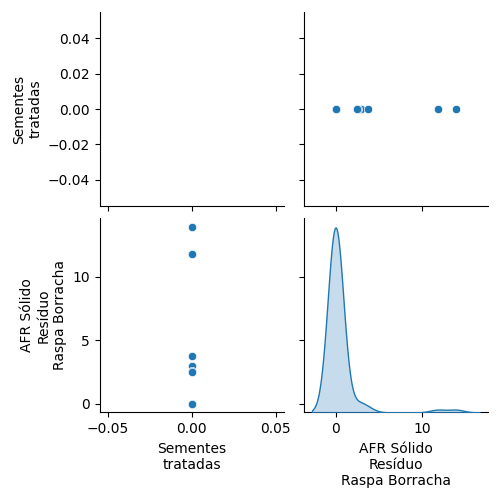 0.04
0.02
0.00
−0.02
−0.04
Sementes
tratadas
10
5
0
AFR Sólido
Resíduo
Raspa Borracha
−0.05
0.00
0.05
Sementes
tratadas
0
10
AFR Sólido
Resíduo
Raspa Borracha